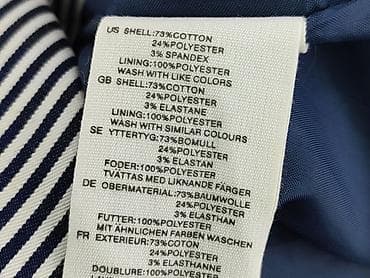 US SHELL:73%COTTON
24%POLYESTER
3% SPANDEX
LINING:100%POLYESTER
WASH WITH LIKE COLORS
GB SHELL:73%COTTON
24%POLYESTER
3% ELASTANE
LINING:100%POLYESTER
WASH WITH SIMILAR COLOURS
SE YTTERTYG:73%BOMULL
24%POLYESTER
3% ELASTAN
FODER:100%POLYESTER
TVÄTTAS MED LIKNANDE FÄRGER
DE OBERMATERIAL:73%BAUMWOLLE
24%POLYESTER
3% ELASTHAN
FUTTER:100%POLYESTER
MIT ÄHNLICHEN FARBEN WASCHEN
FR EXTERIEUR:73%COTON
24%POLYESTER
3% ELASTHANNE
DOUBLURE:100%POLYESTER